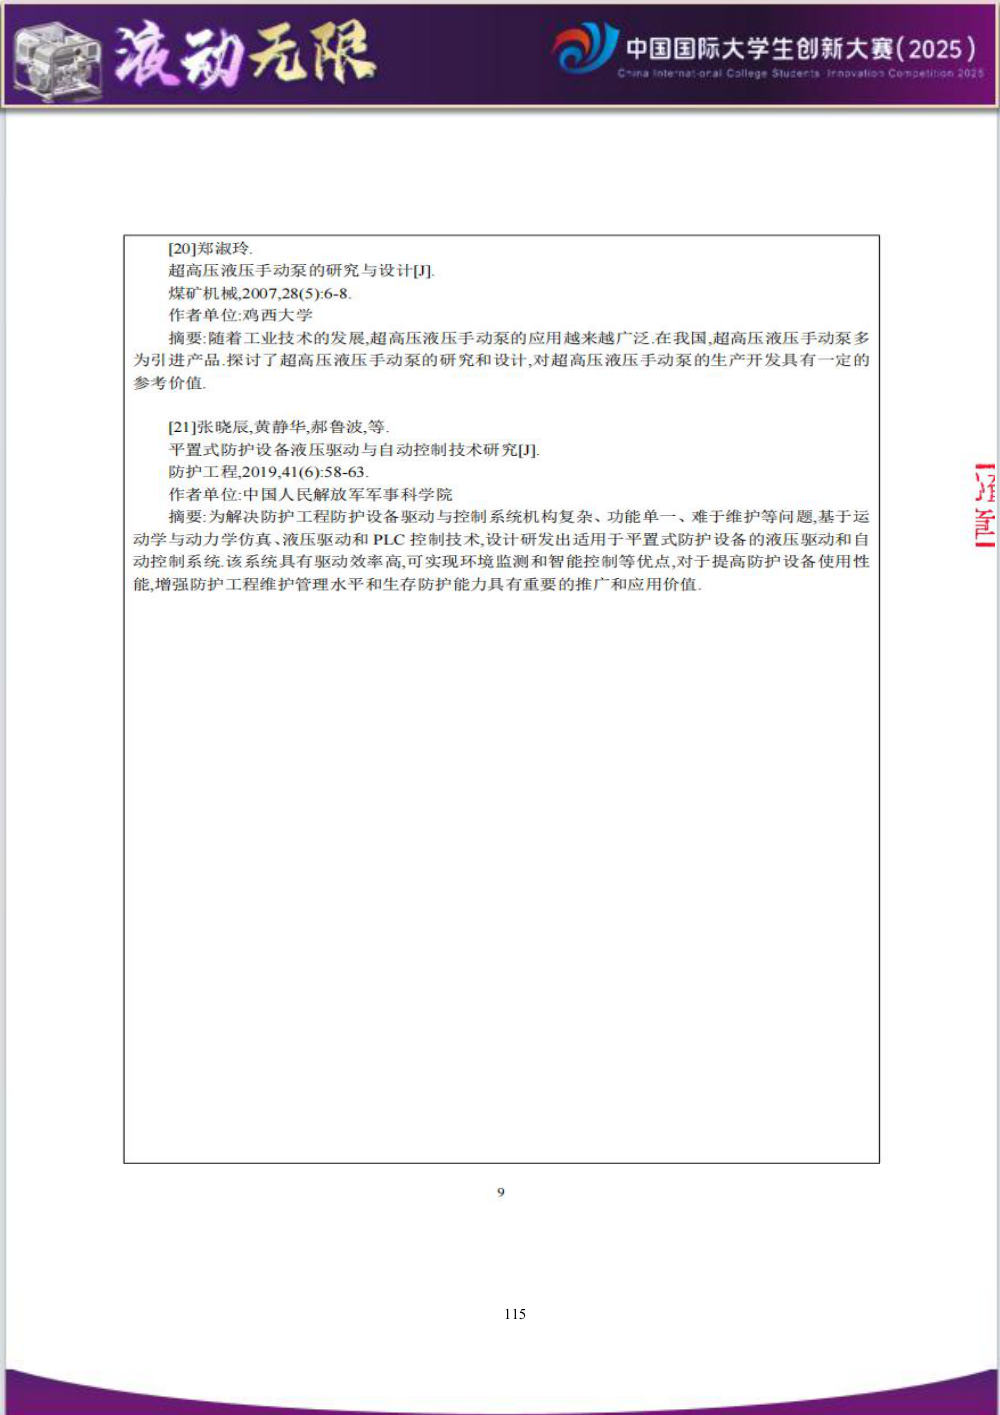 液动无限
中国国际大学生创新大赛(2025)
China International College Students Innovation Competition 2025
[20]郑淑玲.
超高压液压手动泵的研究与设计[J].
煤矿机械,2007,28(5):6-8.
作者单位:鸡西大学
摘要:随着工业技术的发展,超高压液压手动泵的应用越来越广泛.在我国,超高压液压手动泵多
为引进产品.探讨了超高压液压手动泵的研究和设计,对超高压液压手动泵的生产开发具有一定的
参考价值.
[21]张晓辰,黄静华,郝鲁波,等.
平置式防护设备液压驱动与自动控制技术研究[J].
防护工程,2019,41(6):58-63.
作者单位:中国人民解放军军事科学院
摘要:为解决防护工程防护设备驱动与控制系统机构复杂、功能单一、难于维护等问题,基于运
动学与动力学仿真、液压驱动和 PLC 控制技术,设计研发出适用于平置式防护设备的液压驱动和自
动控制系统.该系统具有驱动效率高,可实现环境监测和智能控制等优点,对于提高防护设备使用性
能,增强防护工程维护管理水平和生存防护能力具有重要的推广和应用价值.
章
9
115